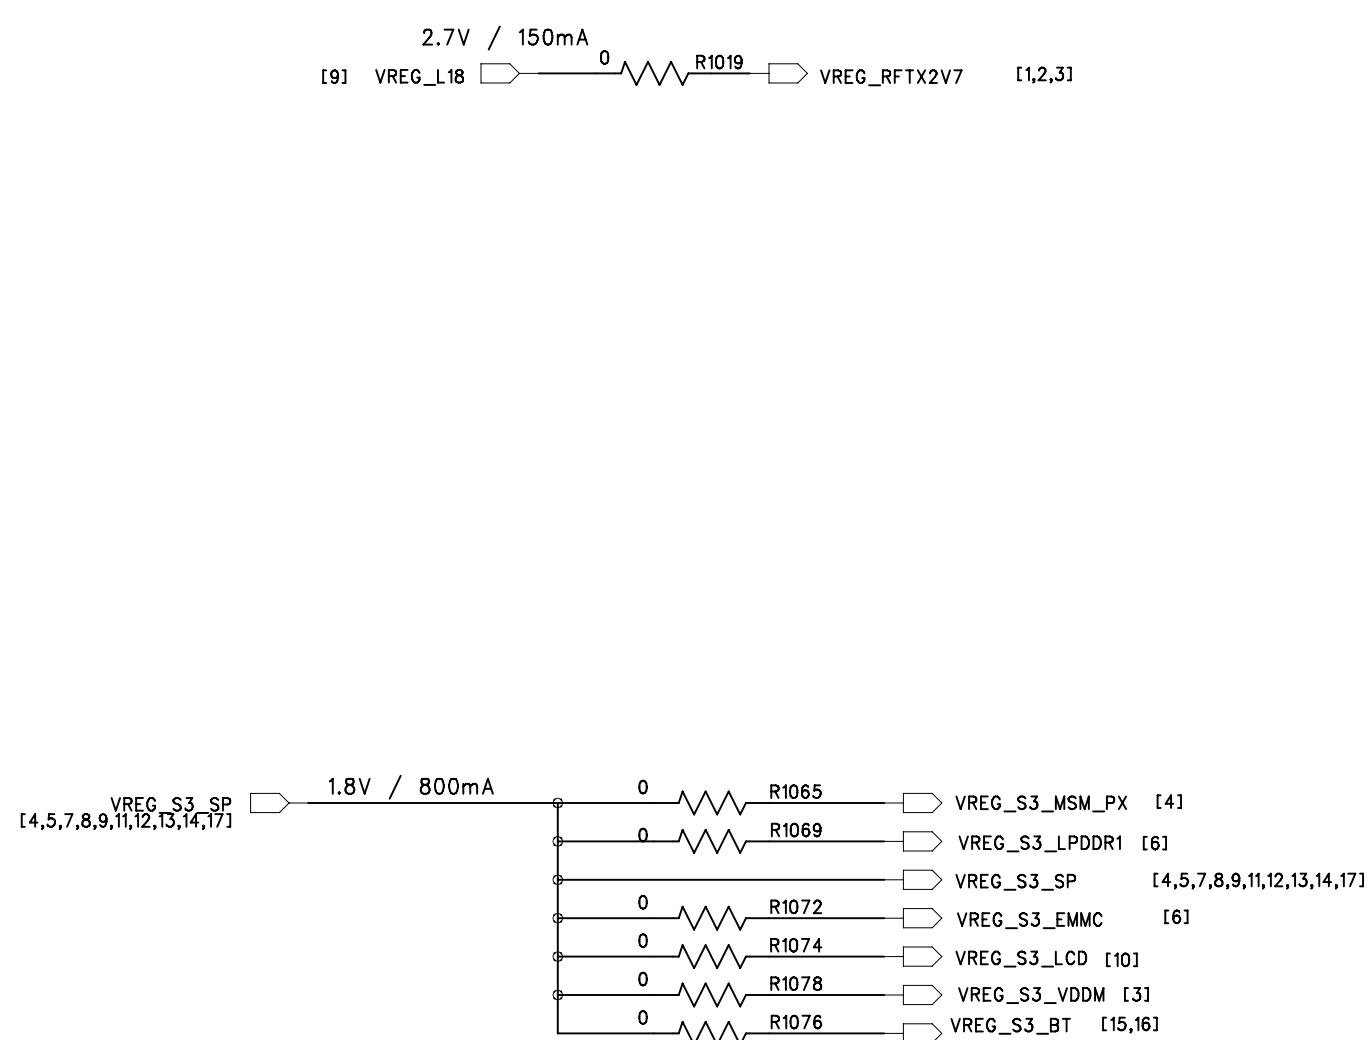 2.7V / 150mA
[9] VREG_L18 0 R1019 VREG_RFTX2V7 [1,2,3]
1.8V / 800mA
VREG_S3_SP 0 R1065 VREG_S3_MSM_PX [4]
[4,5,7,8,9,11,12,13,14,17]
0 R1069 VREG_S3_LPDDR1 [6]
VREG_S3_SP [4,5,7,8,9,11,12,13,14,17]
0 R1072 VREG_S3_EMMC [6]
0 R1074 VREG_S3_LCD [10]
0 R1078 VREG_S3_VDDM [3]
0 R1076 VREG_S3_BT [15,16]